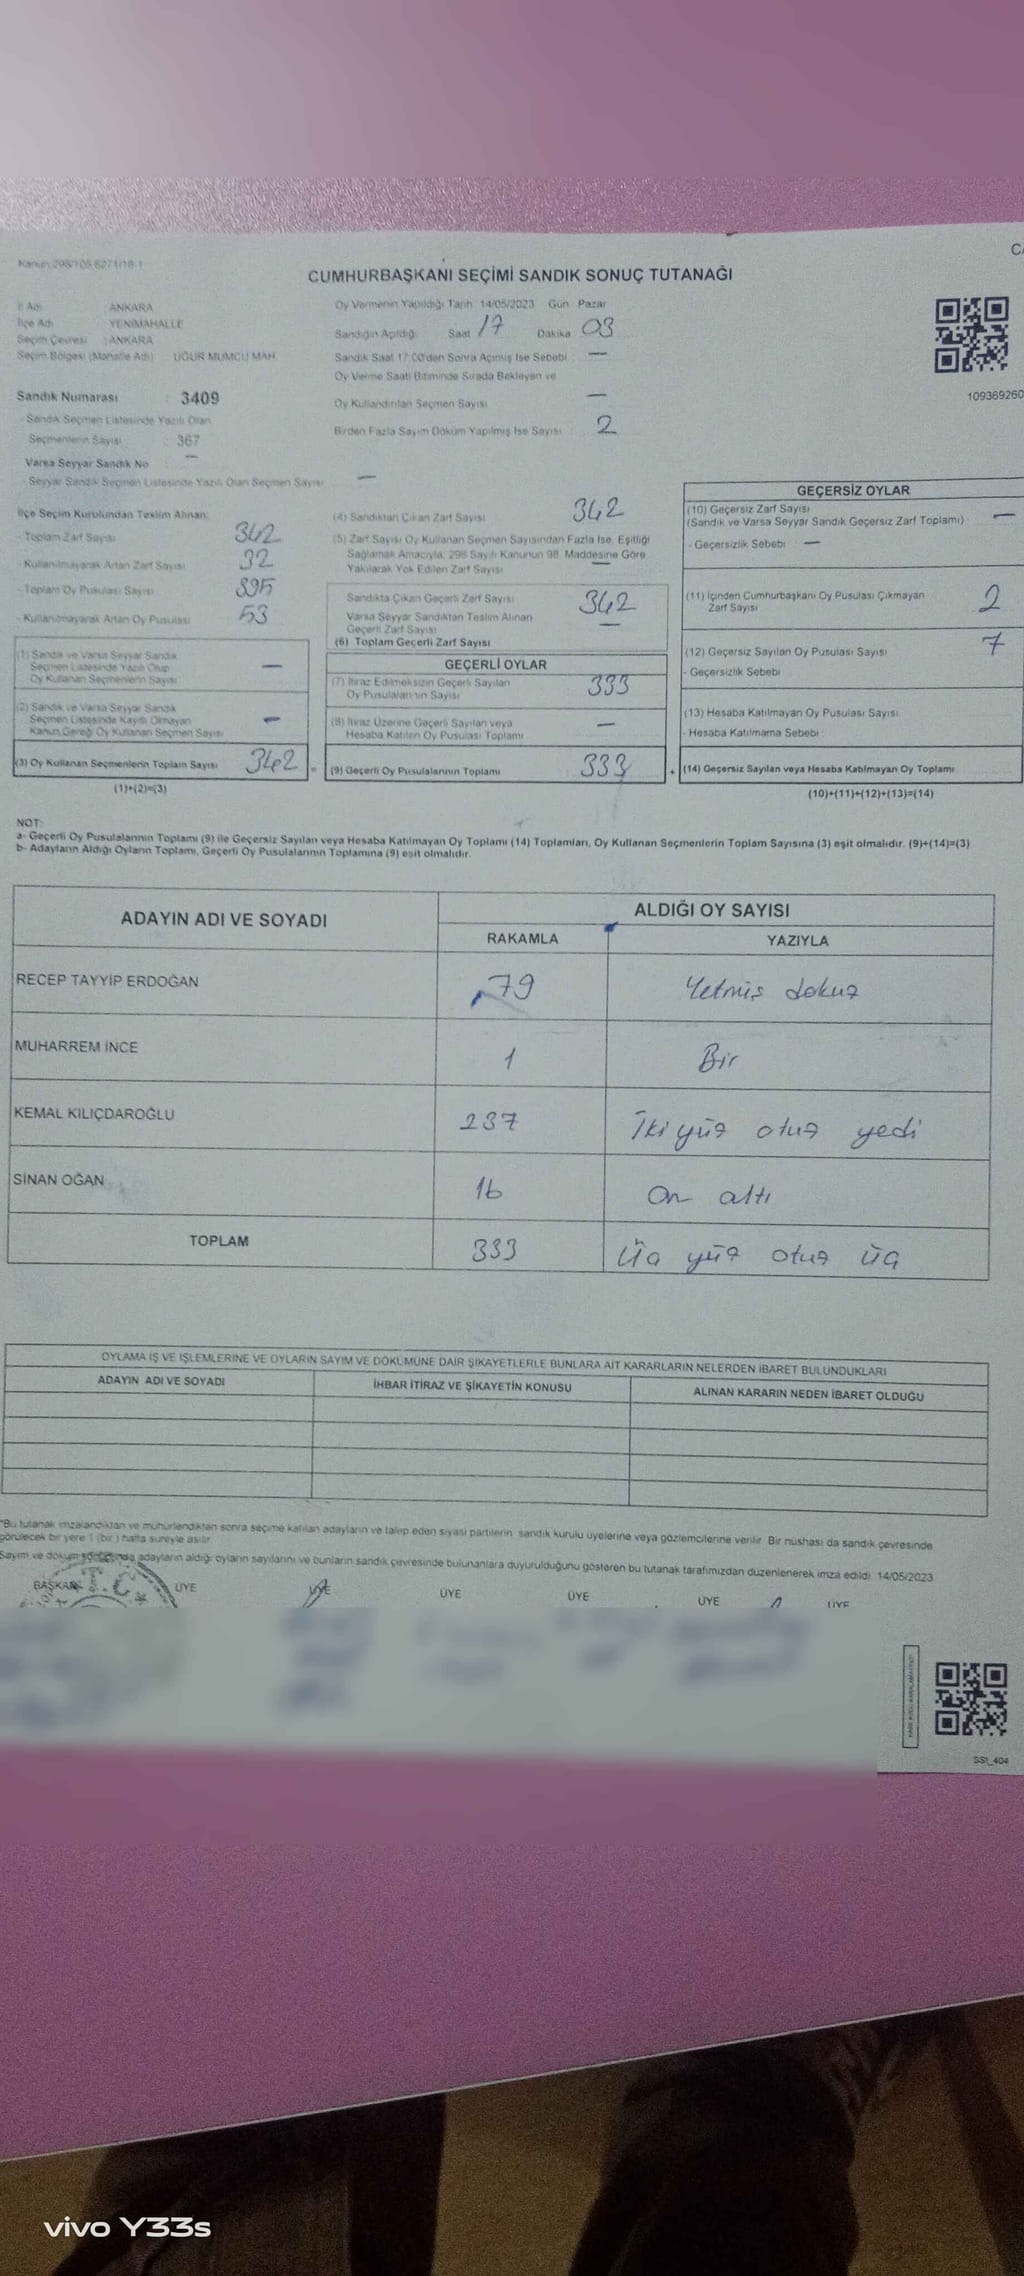 Kanun:298/105-6271/18-1
CUMHURBAŞKANI SEÇİMİ SANDIK SONUÇ TUTANAĞI
İl Adı : ANKARA
İlçe Adı : YENİMAHALLE
Seçim Çevresi : ANKARA
Seçim Bölgesi (Mahalle Adı) : UĞUR MUMCU MAH.
Oy Vermenin Yapıldığı Tarih 14/05/2023 Gün Pazar
Sandığın Açıldığı Saat 17 Dakika 03
Sandık Saat 17:00'den Sonra Açılmış İse Sebebi : —
Oy Verme Saati Bitiminde Sırada Bekleyen ve
Oy Kullandırılan Seçmen Sayısı —
Birden Fazla Sayım Döküm Yapılmış İse Sayısı : 2
109369260
Sandık Numarası : 3409
- Sandık Seçmen Listesinde Yazılı Olan
Seçmenlerin Sayısı : 367
Varsa Seyyar Sandık No : —
- Seyyar Sandık Seçmen Listesinde Yazılı Olan Seçmen Sayısı —
İlçe Seçim Kurulundan Teslim Alınan:
- Toplam Zarf Sayısı 342
- Kullanılmayarak Artan Zarf Sayısı 32
- Toplam Oy Pusulası Sayısı 395
- Kullanılmayarak Artan Oy Pusulası 53
(1) Sandık ve Varsa Seyyar Sandık
Seçmen Listesinde Yazılı Olup
Oy Kullanan Seçmenlerin Sayısı —
(2) Sandık ve Varsa Seyyar Sandık
Seçmen Listesinde Kayıtlı Olmayan
Kanun Gereği Oy Kullanan Seçmen Sayısı —
(3) Oy Kullanan Seçmenlerin Toplam Sayısı 342
(1)+(2)=(3)
(4) Sandıktan Çıkan Zarf Sayısı 342
(5) Zarf Sayısı Oy Kullanan Seçmen Sayısından Fazla İse, Eşitliği
Sağlamak Amacıyla, 298 Sayılı Kanunun 98. Maddesine Göre
Yakılarak Yok Edilen Zarf Sayısı —
Sandıkta Çıkan Geçerli Zarf Sayısı 342
Varsa Seyyar Sandıktan Teslim Alınan
Geçerli Zarf Sayısı —
(6) Toplam Geçerli Zarf Sayısı
GEÇERLİ OYLAR
(7) İtiraz Edilmeksizin Geçerli Sayılan
Oy Pusulalarının Sayısı 333
(8) İtiraz Üzerine Geçerli Sayılan veya
Hesaba Katılan Oy Pusulası Toplamı —
(9) Geçerli Oy Pusulalarının Toplamı 333
GEÇERSİZ OYLAR
(10) Geçersiz Zarf Sayısı
(Sandık ve Varsa Seyyar Sandık Geçersiz Zarf Toplamı) —
- Geçersizlik Sebebi : —
(11) İçinden Cumhurbaşkanı Oy Pusulası Çıkmayan
Zarf Sayısı 2
(12) Geçersiz Sayılan Oy Pusulası Sayısı 7
- Geçersizlik Sebebi
(13) Hesaba Katılmayan Oy Pusulası Sayısı
- Hesaba Katılmama Sebebi
(14) Geçersiz Sayılan veya Hesaba Katılmayan Oy Toplamı
(10)+(11)+(12)+(13)=(14)
NOT:
a- Geçerli Oy Pusulalarının Toplamı (9) ile Geçersiz Sayılan veya Hesaba Katılmayan Oy Toplamı (14) Toplamları, Oy Kullanan Seçmenlerin Toplam Sayısına (3) eşit olmalıdır. (9)+(14)=(3)
b- Adayların Aldığı Oyların Toplamı, Geçerli Oy Pusulalarının Toplamına (9) eşit olmalıdır.
ADAYIN ADI VE SOYADI ALDIĞI OY SAYISI
RAKAMLA YAZIYLA
RECEP TAYYİP ERDOĞAN 79 Yetmiş dokuz
MUHARREM İNCE 1 Bir
KEMAL KILIÇDAROĞLU 237 İki yüz otuz yedi
SİNAN OĞAN 16 on altı
TOPLAM 333 Üç yüz otuz üç
OYLAMA İŞ VE İŞLEMLERİNE VE OYLARIN SAYIM VE DÖKÜMÜNE DAİR ŞİKAYETLERLE BUNLARA AİT KARARLARIN NELERDEN İBARET BULUNDUKLARI
ADAYIN ADI VE SOYADI İHBAR İTİRAZ VE ŞİKAYETİN KONUSU ALINAN KARARIN NEDEN İBARET OLDUĞU
*Bu tutanak imzalandıktan ve mühürlendikten sonra seçime katılan adayların ve talep eden siyasi partilerin sandık kurulu üyelerine veya gözlemcilerine verilir. Bir nüshası da sandık çevresinde
görülecek bir yere 1 (bir) hafta süreyle asılır.
Sayım ve döküm sonucunda adayların aldığı oyların sayılarını ve bunların sandık çevresinde bulunanlara duyurulduğunu gösteren bu tutanak tarafımızdan düzenlenerek imza edildi. 14/05/2023
BAŞKAN ÜYE ÜYE ÜYE ÜYE ÜYE ÜYE
T.C.
SS1_404
vivo Y33s